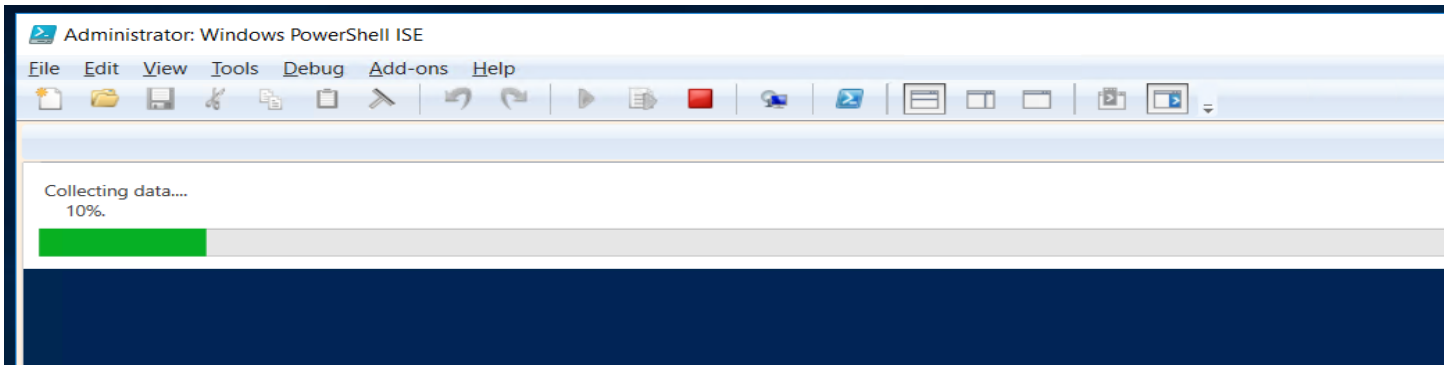 Administrator: Windows PowerShell ISE
File Edit View Tools Debug Add-ons Help
Collecting data....
10%.